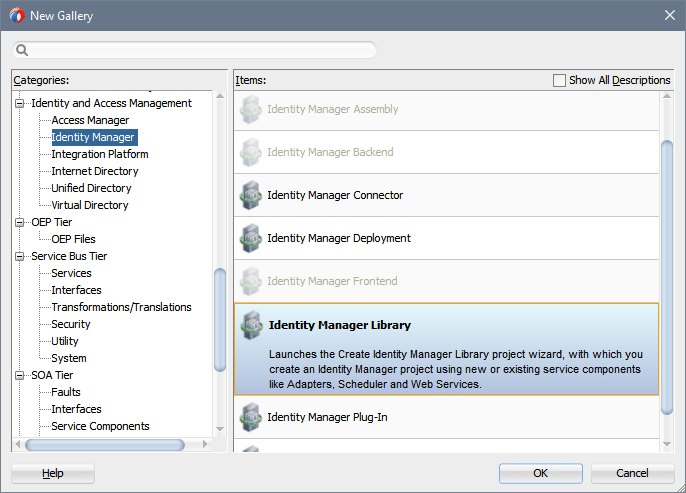 New Gallery
Categories:
Items:
Show All Descriptions
Identity and Access Management
Access Manager
Identity Manager
Integration Platform
Internet Directory
Unified Directory
Virtual Directory
OEP Tier
OEP Files
Service Bus Tier
Services
Interfaces
Transformations/Translations
Security
Utility
System
SOA Tier
Faults
Interfaces
Service Components
Identity Manager Assembly
Identity Manager Backend
Identity Manager Connector
Identity Manager Deployment
Identity Manager Frontend
Identity Manager Library
Launches the Create Identity Manager Library project wizard, with which you
create an Identity Manager project using new or existing service components
like Adapters, Scheduler and Web Services.
Identity Manager Plug-In
Help
OK
Cancel